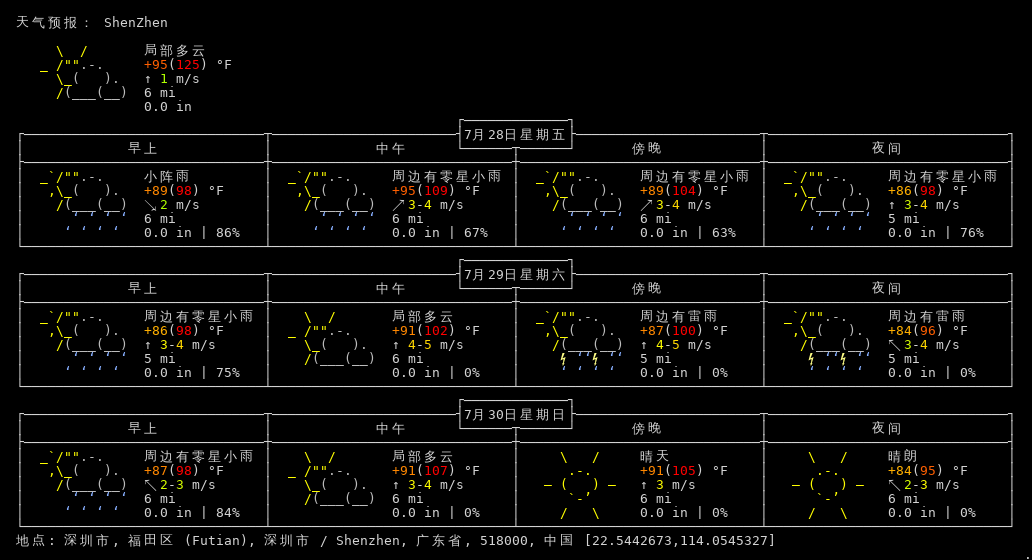 天气预报： ShenZhen
局部多云
+95(125) °F
↑ 1 m/s
6 mi
0.0 in
7月28日星期五
早上 中午 傍晚 夜间
小阵雨 周边有零星小雨 周边有零星小雨 周边有零星小雨
+89(98) °F +95(109) °F +89(104) °F +86(98) °F
↘ 2 m/s ↗ 3-4 m/s ↗ 3-4 m/s ↑ 3-4 m/s
6 mi 6 mi 6 mi 5 mi
0.0 in | 86% 0.0 in | 67% 0.0 in | 63% 0.0 in | 76%
7月29日星期六
早上 中午 傍晚 夜间
周边有零星小雨 局部多云 周边有雷雨 周边有雷雨
+86(98) °F +91(102) °F +87(100) °F +84(96) °F
↑ 3-4 m/s ↑ 4-5 m/s ↑ 4-5 m/s ↖ 3-4 m/s
5 mi 6 mi 5 mi 5 mi
0.0 in | 75% 0.0 in | 0% 0.0 in | 0% 0.0 in | 0%
7月30日星期日
早上 中午 傍晚 夜间
周边有零星小雨 局部多云 晴天 晴朗
+87(98) °F +91(107) °F +91(105) °F +84(95) °F
↖ 2-3 m/s ↑ 3-4 m/s ↑ 3 m/s ↖ 2-3 m/s
6 mi 6 mi 6 mi 6 mi
0.0 in | 84% 0.0 in | 0% 0.0 in | 0% 0.0 in | 0%
地点: 深圳市, 福田区 (Futian), 深圳市 / Shenzhen, 广东省, 518000, 中国 [22.5442673,114.0545327]